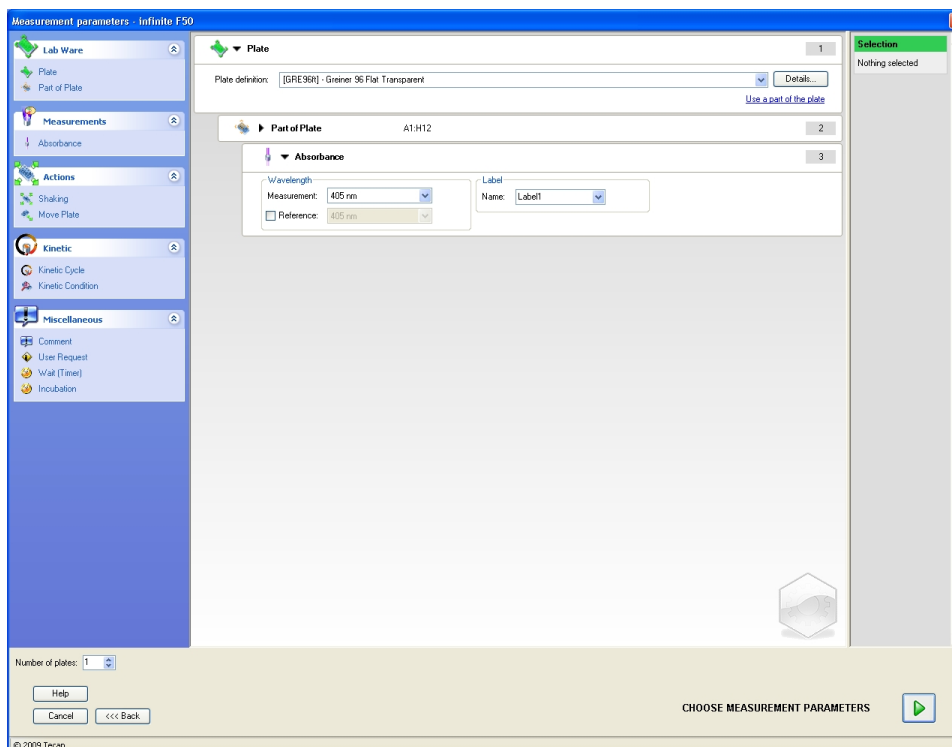 Measurement parameters - infinite F50
Lab Ware
Plate
Part of Plate
Measurements
Absorbance
Actions
Shaking
Move Plate
Kinetic
Kinetic Cycle
Kinetic Condition
Miscellaneous
Comment
User Request
Wait (Timer)
Incubation
Plate 1
Plate definition: [GRE96ft] - Greiner 96 Flat Transparent Details...
Use a part of the plate
Part of Plate A1:H12 2
Absorbance 3
Wavelength
Measurement: 405 nm
Reference: 405 nm
Label
Name: Label1
Selection
Nothing selected
Number of plates: 1
Help
Cancel <<< Back
CHOOSE MEASUREMENT PARAMETERS
© 2009 Tecan